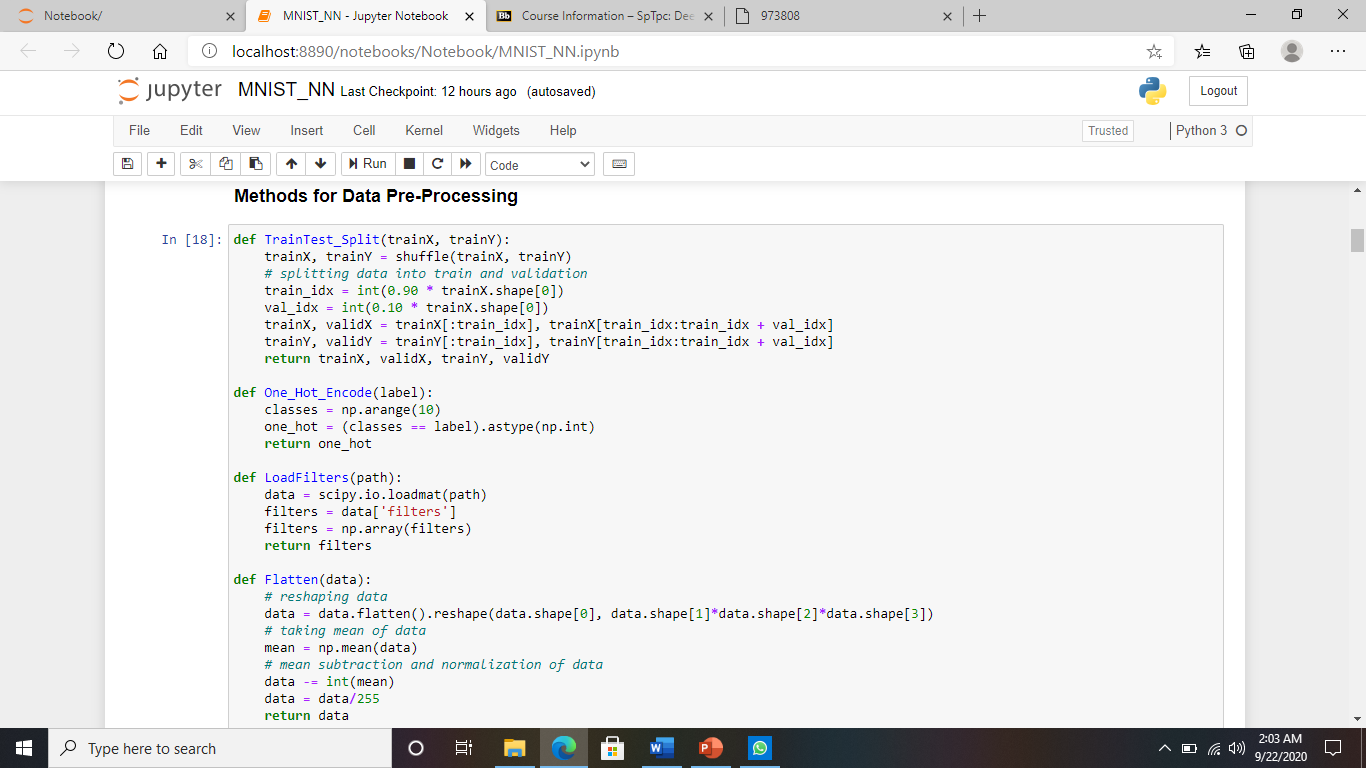 Notebook/
MNIST_NN - Jupyter Notebook
Bb Course Information – SpTpc: Dee
973808
localhost:8890/notebooks/Notebook/MNIST_NN.ipynb
jupyter MNIST_NN Last Checkpoint: 12 hours ago (autosaved)
Logout
File Edit View Insert Cell Kernel Widgets Help
Trusted
Python 3
Run
Code
Methods for Data Pre-Processing
In [18]:
def TrainTest_Split(trainX, trainY):
    trainX, trainY = shuffle(trainX, trainY)
    # splitting data into train and validation
    train_idx = int(0.90 * trainX.shape[0])
    val_idx = int(0.10 * trainX.shape[0])
    trainX, validX = trainX[:train_idx], trainX[train_idx:train_idx + val_idx]
    trainY, validY = trainY[:train_idx], trainY[train_idx:train_idx + val_idx]
    return trainX, validX, trainY, validY
def One_Hot_Encode(label):
    classes = np.arange(10)
    one_hot = (classes == label).astype(np.int)
    return one_hot
def LoadFilters(path):
    data = scipy.io.loadmat(path)
    filters = data['filters']
    filters = np.array(filters)
    return filters
def Flatten(data):
    # reshaping data
    data = data.flatten().reshape(data.shape[0], data.shape[1]*data.shape[2]*data.shape[3])
    # taking mean of data
    mean = np.mean(data)
    # mean subtraction and normalization of data
    data -= int(mean)
    data = data/255
    return data
Type here to search
2:03 AM
9/22/2020